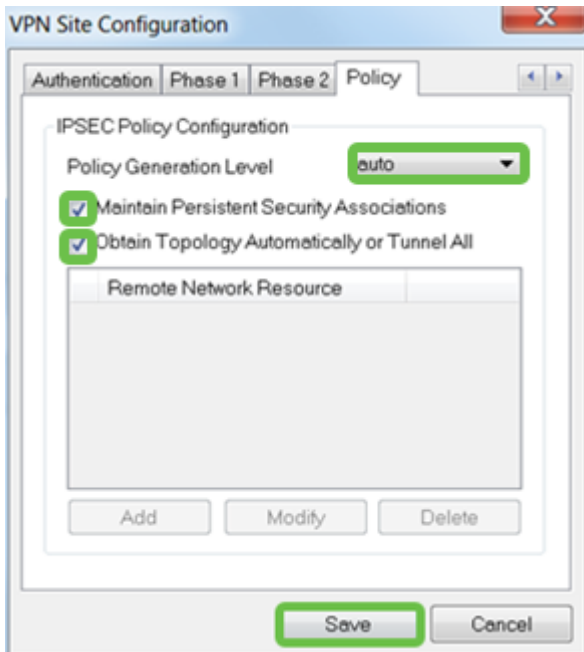 VPN Site Configuration
Authentication Phase 1 Phase 2 Policy
IPSEC Policy Configuration
Policy Generation Level auto
Maintain Persistent Security Associations
Obtain Topology Automatically or Tunnel All
Remote Network Resource
Add Modify Delete
Save Cancel